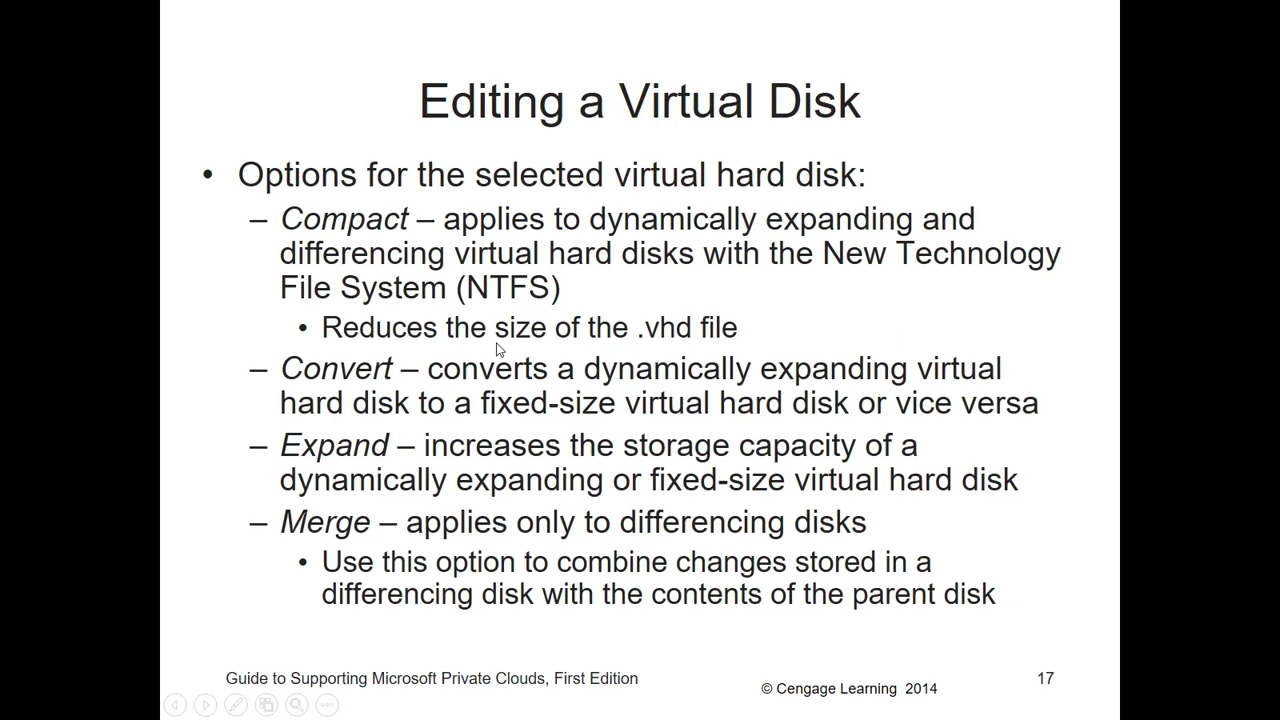 Editing a Virtual Disk
• Options for the selected virtual hard disk:
– Compact – applies to dynamically expanding and
differencing virtual hard disks with the New Technology
File System (NTFS)
• Reduces the size of the .vhd file
– Convert – converts a dynamically expanding virtual
hard disk to a fixed-size virtual hard disk or vice versa
– Expand – increases the storage capacity of a
dynamically expanding or fixed-size virtual hard disk
– Merge – applies only to differencing disks
• Use this option to combine changes stored in a
differencing disk with the contents of the parent disk
Guide to Supporting Microsoft Private Clouds, First Edition
© Cengage Learning 2014
17